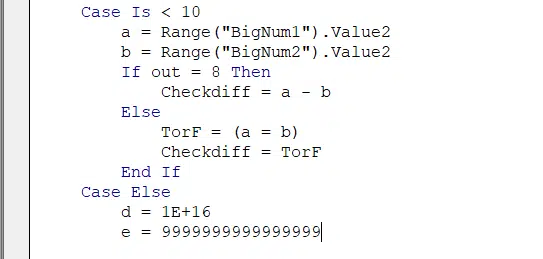 Case Is < 10
a = Range("BigNum1").Value2
b = Range("BigNum2").Value2
If out = 8 Then
Checkdiff = a - b
Else
TorF = (a = b)
Checkdiff = TorF
End If
Case Else
d = 1E+16
e = 9999999999999999